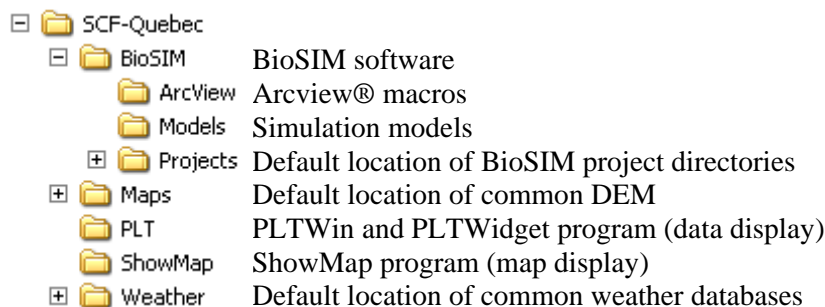 SCF-Quebec
BioSIM BioSIM software
ArcView Arcview® macros
Models Simulation models
Projects Default location of BioSIM project directories
Maps Default location of common DEM
PLT PLTWin and PLTWidget program (data display)
ShowMap ShowMap program (map display)
Weather Default location of common weather databases